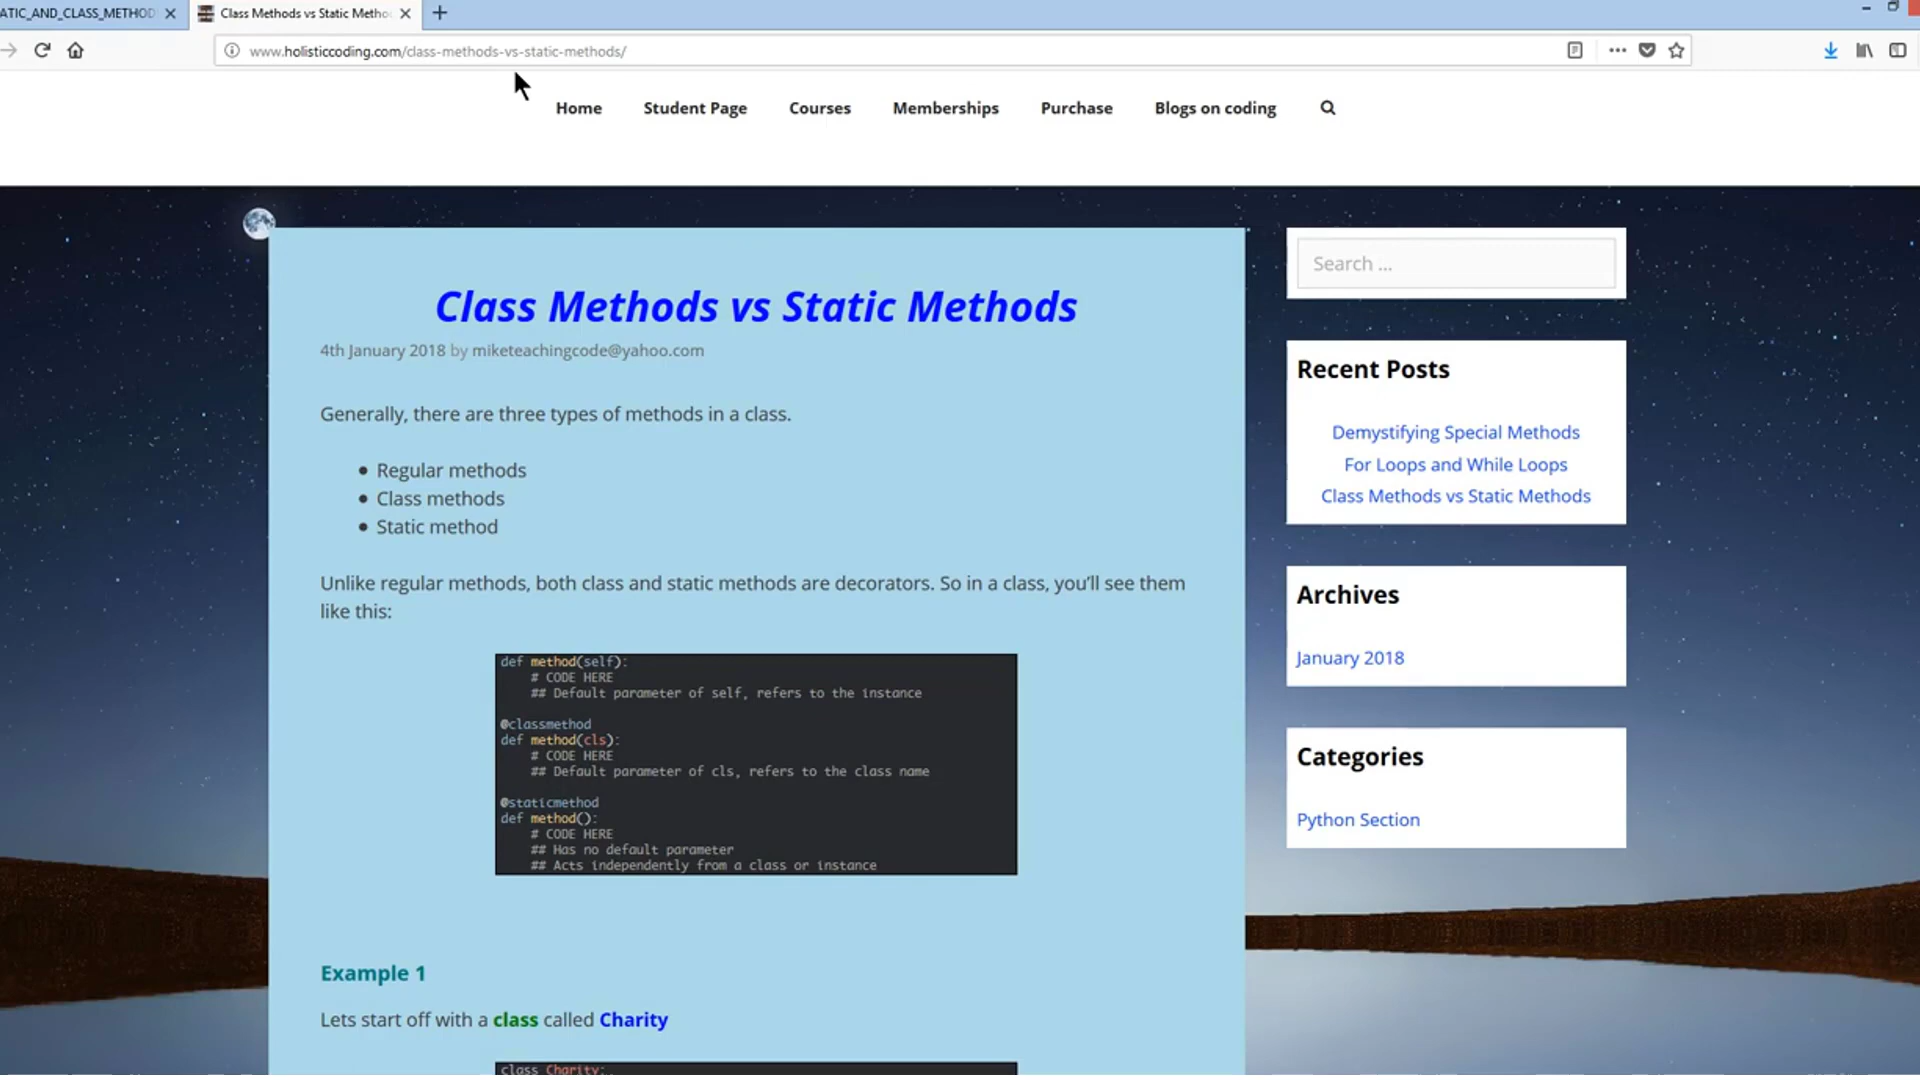 ATIC_AND_CLASS_METHOD
Class Methods vs Static Metho
www.holisticcoding.com/class-methods-vs-static-methods/
Home Student Page Courses Memberships Purchase Blogs on coding
Class Methods vs Static Methods
4th January 2018 by miketeachingcode@yahoo.com
Generally, there are three types of methods in a class.
Regular methods
Class methods
Static method
Unlike regular methods, both class and static methods are decorators. So in a class, you'll see them
like this:
def method(self):
# CODE HERE
## Default parameter of self, refers to the instance
@classmethod
def method(cls):
# CODE HERE
## Default parameter of cls, refers to the class name
@staticmethod
def method():
# CODE HERE
## Has no default parameter
## Acts independently from a class or instance
Example 1
Lets start off with a class called Charity
class Charity:
Search ...
Recent Posts
Demystifying Special Methods
For Loops and While Loops
Class Methods vs Static Methods
Archives
January 2018
Categories
Python Section